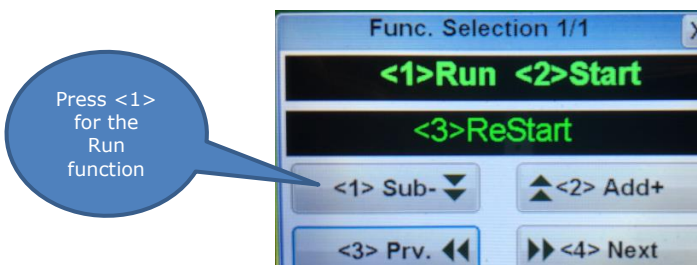 Func. Selection 1/1
X
<1>Run <2>Start
<3>ReStart
Press <1>
for the
Run
function
<1> Sub-
<2> Add+
<3> Prv.
<4> Next